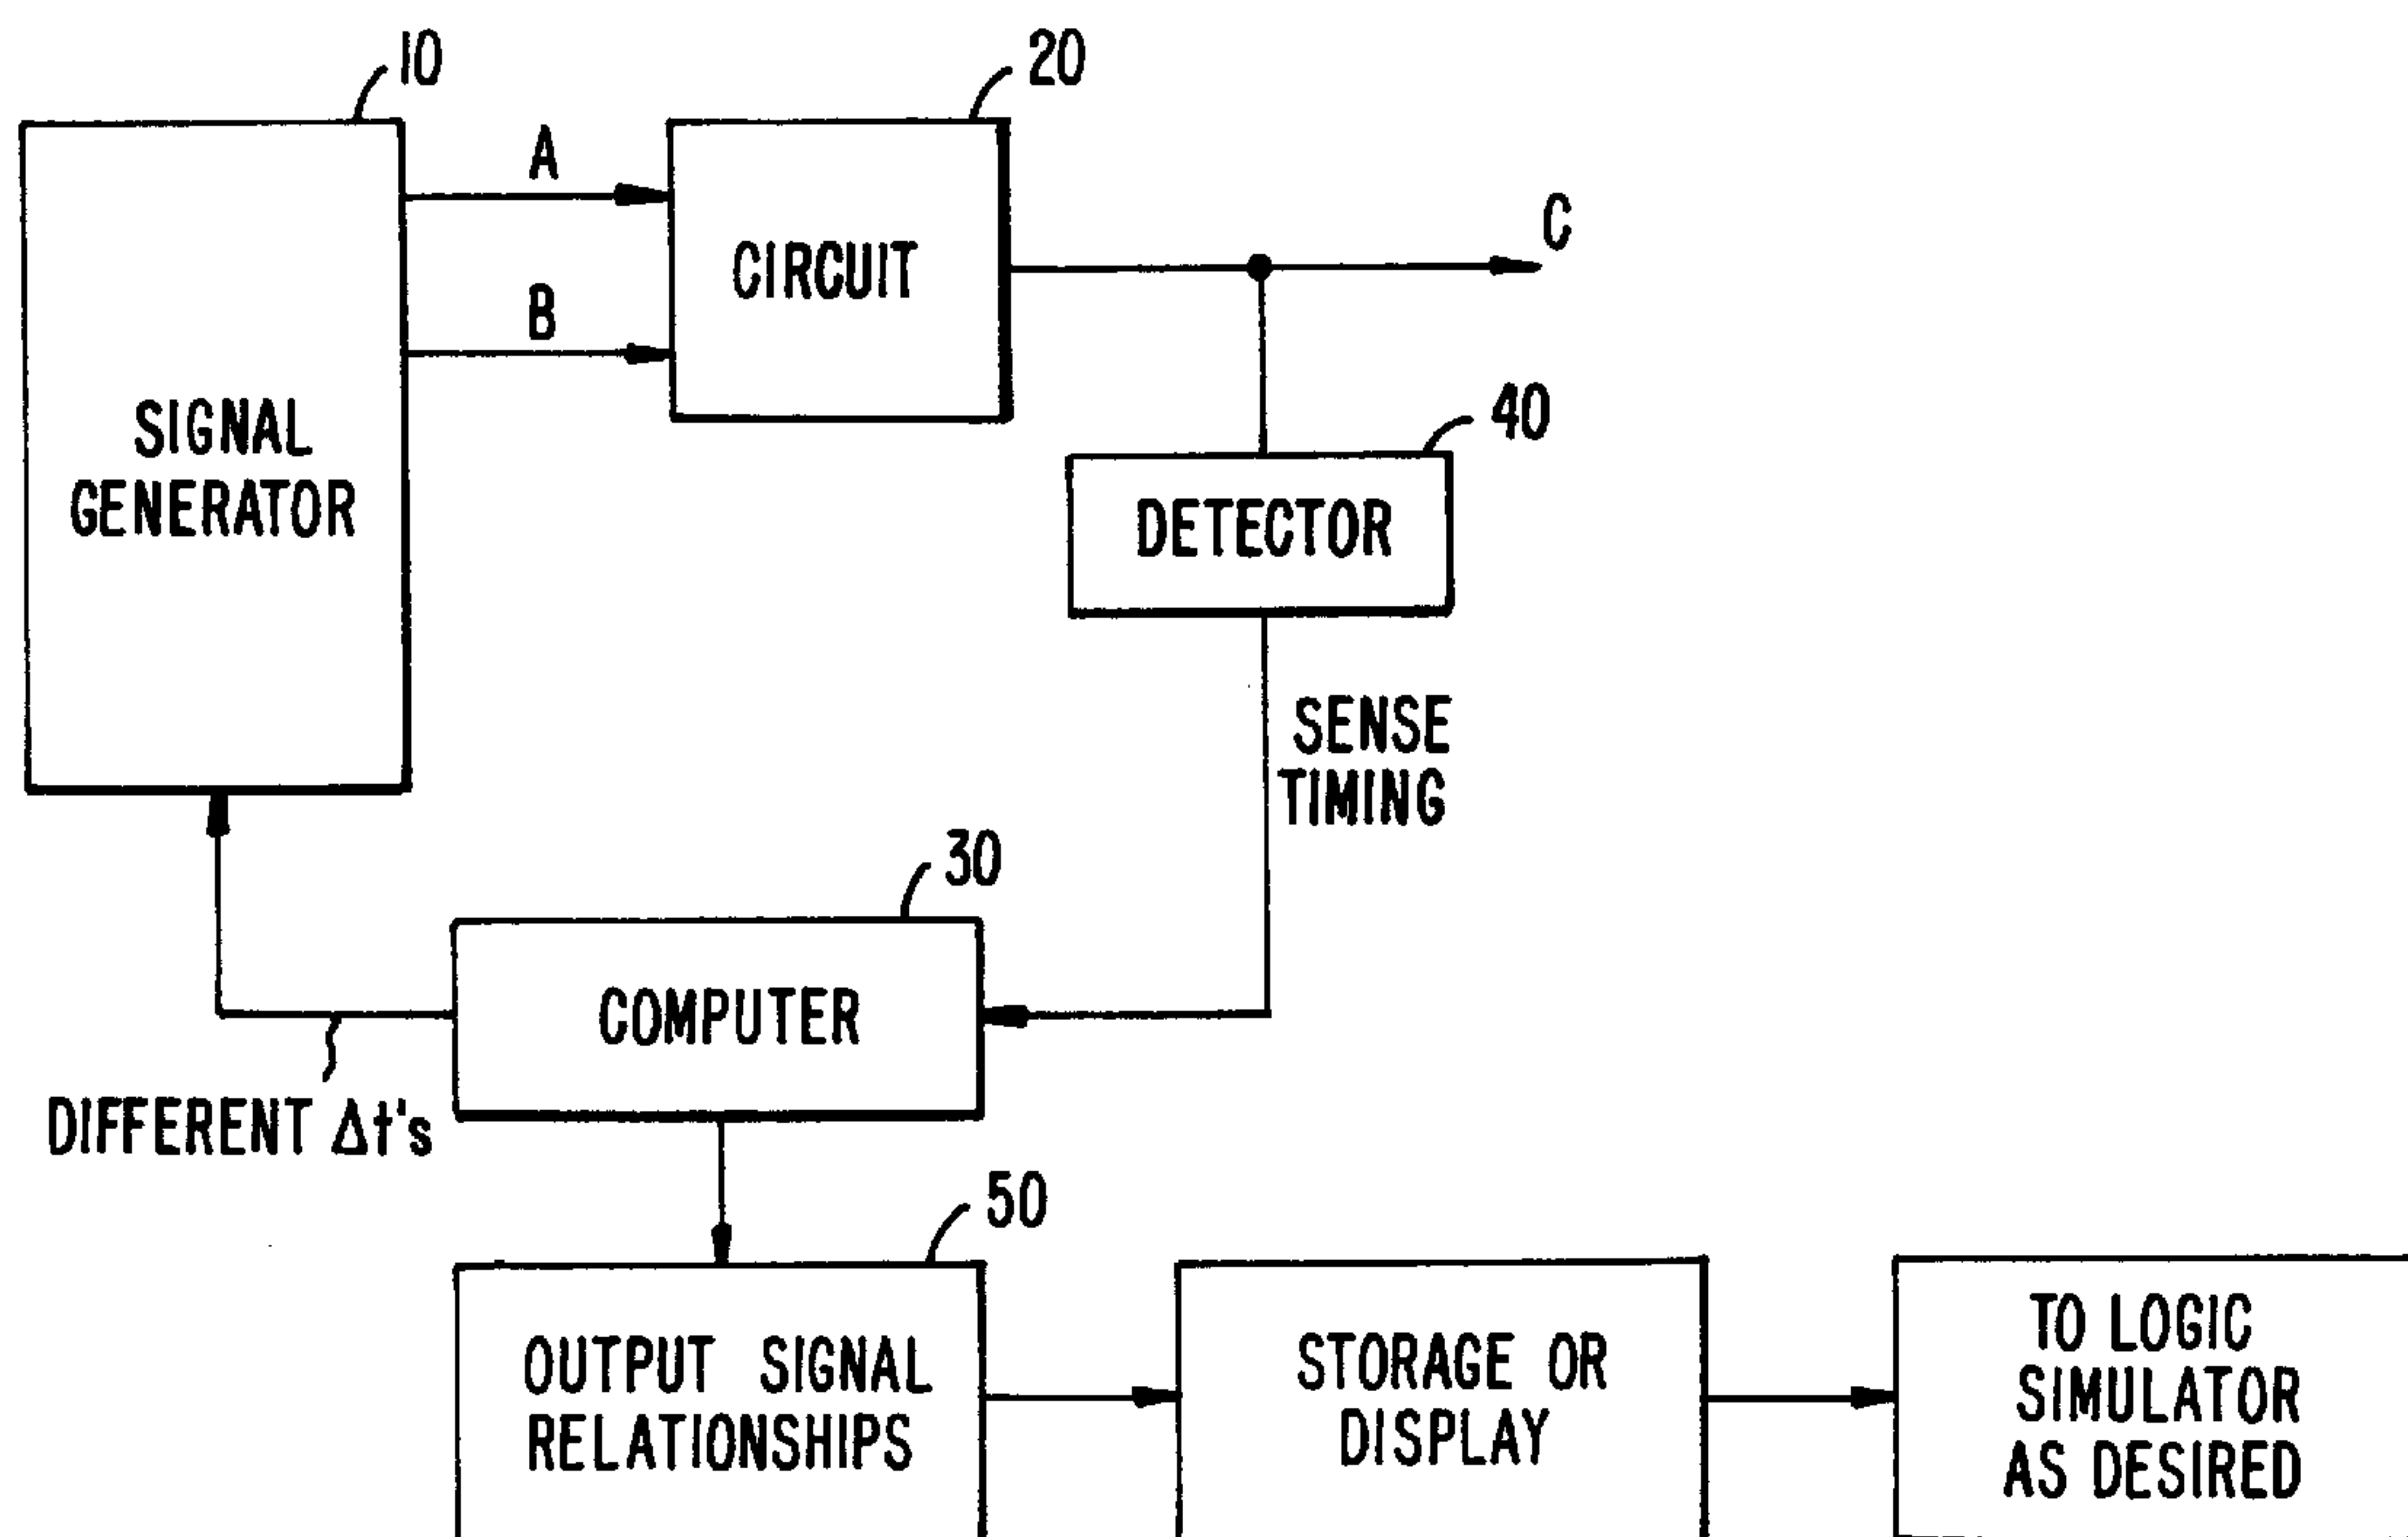 10
20
A
C
CIRCUIT
B
40
SIGNAL
GENERATOR
DETECTOR
SENSE
TIMING
30
COMPUTER
DIFFERENT Δt's
50
OUTPUT SIGNAL
RELATIONSHIPS
STORAGE OR
DISPLAY
TO LOGIC
SIMULATOR
AS DESIRED